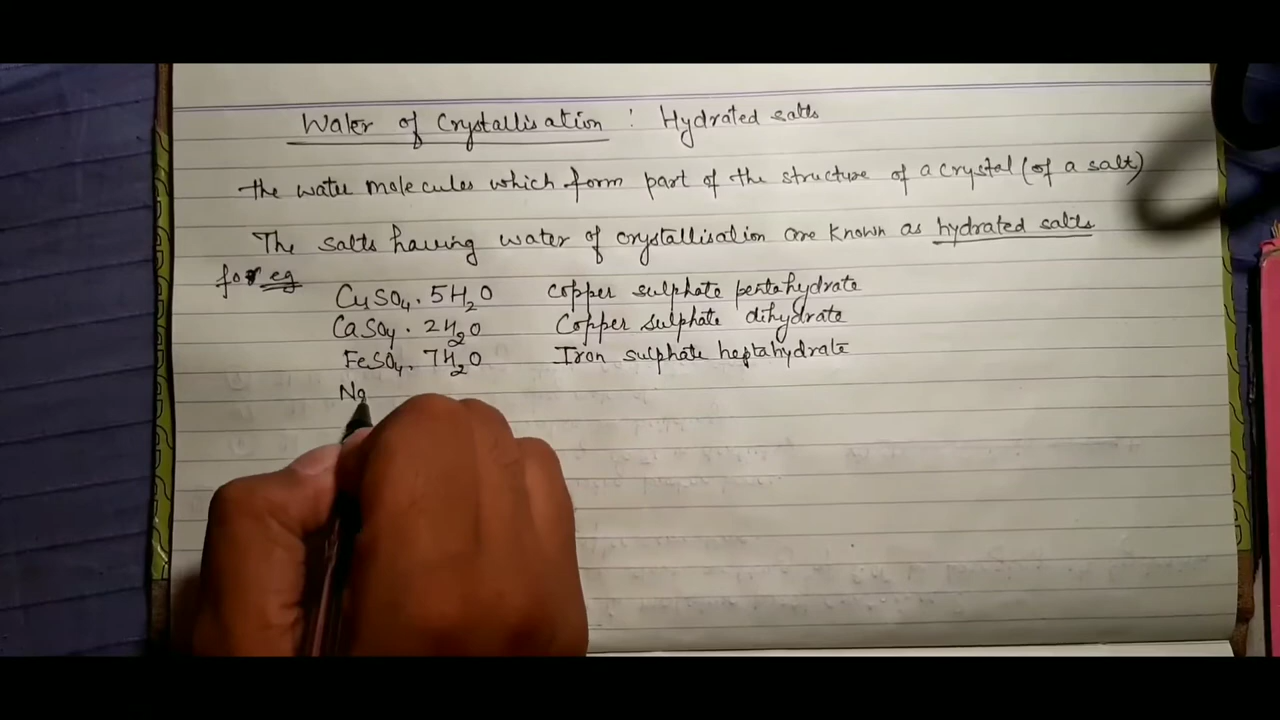 Water of Crystallisation : Hydrated salts
The water molecules which form part of the structure of a crystal (of a salt)
The salts having water of crystallisation are known as hydrated salts
for eg
CuSO₄. 5H₂O Copper sulphate pentahydrate
CaSO₄. 2H₂O Copper sulphate dihydrate
FeSO₄. 7H₂O Iron sulphate heptahydrate
Na